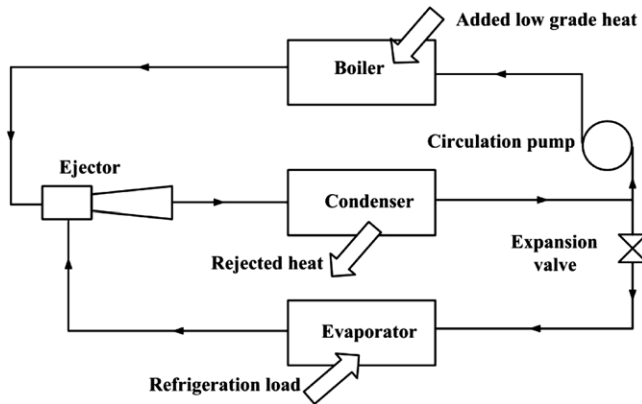 Added low grade heat
Boiler
Circulation pump
Ejector
Condenser
Expansion
valve
Rejected heat
Evaporator
Refrigeration load